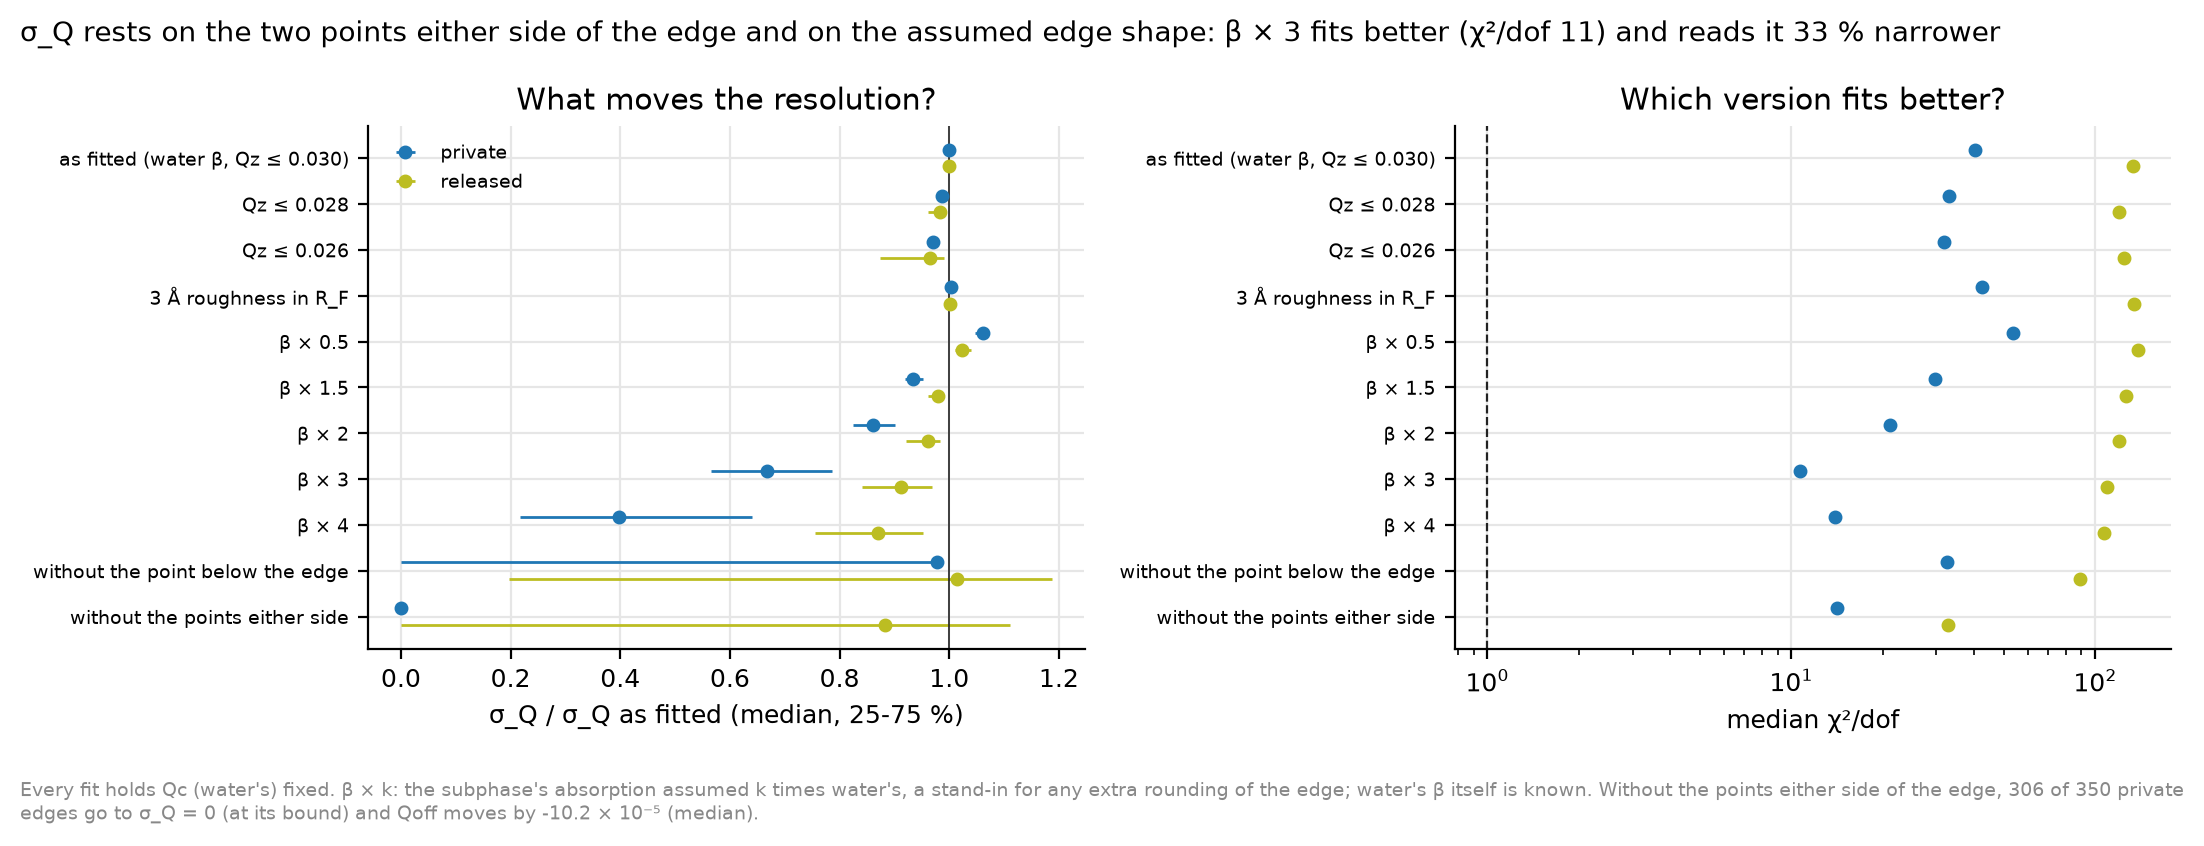 σ_Q rests on the two points either side of the edge and on the assumed edge shape: β × 3 fits better (χ²/dof 11) and reads it 33 % narrower
What moves the resolution?
private
released
as fitted (water β, Qz ≤ 0.030)
Qz ≤ 0.028
Qz ≤ 0.026
3 Å roughness in R_F
β × 0.5
β × 1.5
β × 2
β × 3
β × 4
without the point below the edge
without the points either side
0.0 0.2 0.4 0.6 0.8 1.0 1.2
σ_Q / σ_Q as fitted (median, 25-75 %)
Which version fits better?
as fitted (water β, Qz ≤ 0.030)
Qz ≤ 0.028
Qz ≤ 0.026
3 Å roughness in R_F
β × 0.5
β × 1.5
β × 2
β × 3
β × 4
without the point below the edge
without the points either side
10⁰ 10¹ 10²
median χ²/dof
Every fit holds Qc (water's) fixed. β × k: the subphase's absorption assumed k times water's, a stand-in for any extra rounding of the edge; water's β itself is known. Without the points either side of the edge, 306 of 350 private
edges go to σ_Q = 0 (at its bound) and Qoff moves by -10.2 × 10⁻⁵ (median).